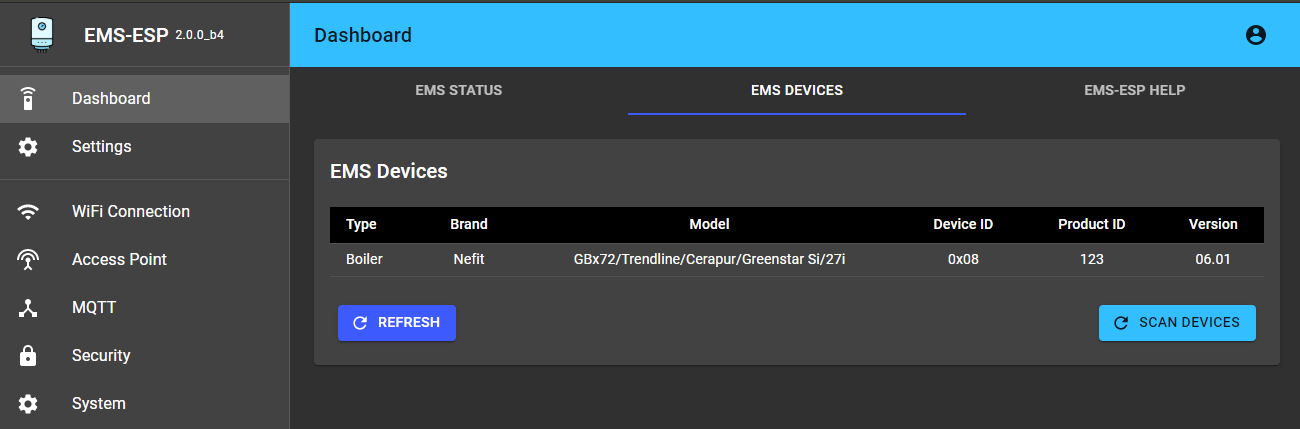 EMS-ESP 2.0.0_b4
Dashboard
Settings
WiFi Connection
Access Point
MQTT
Security
System
Dashboard
EMS STATUS EMS DEVICES EMS-ESP HELP
EMS Devices
Type Brand Model Device ID Product ID Version
Boiler Nefit GBx72/Trendline/Cerapur/Greenstar Si/27i 0x08 123 06.01
REFRESH SCAN DEVICES